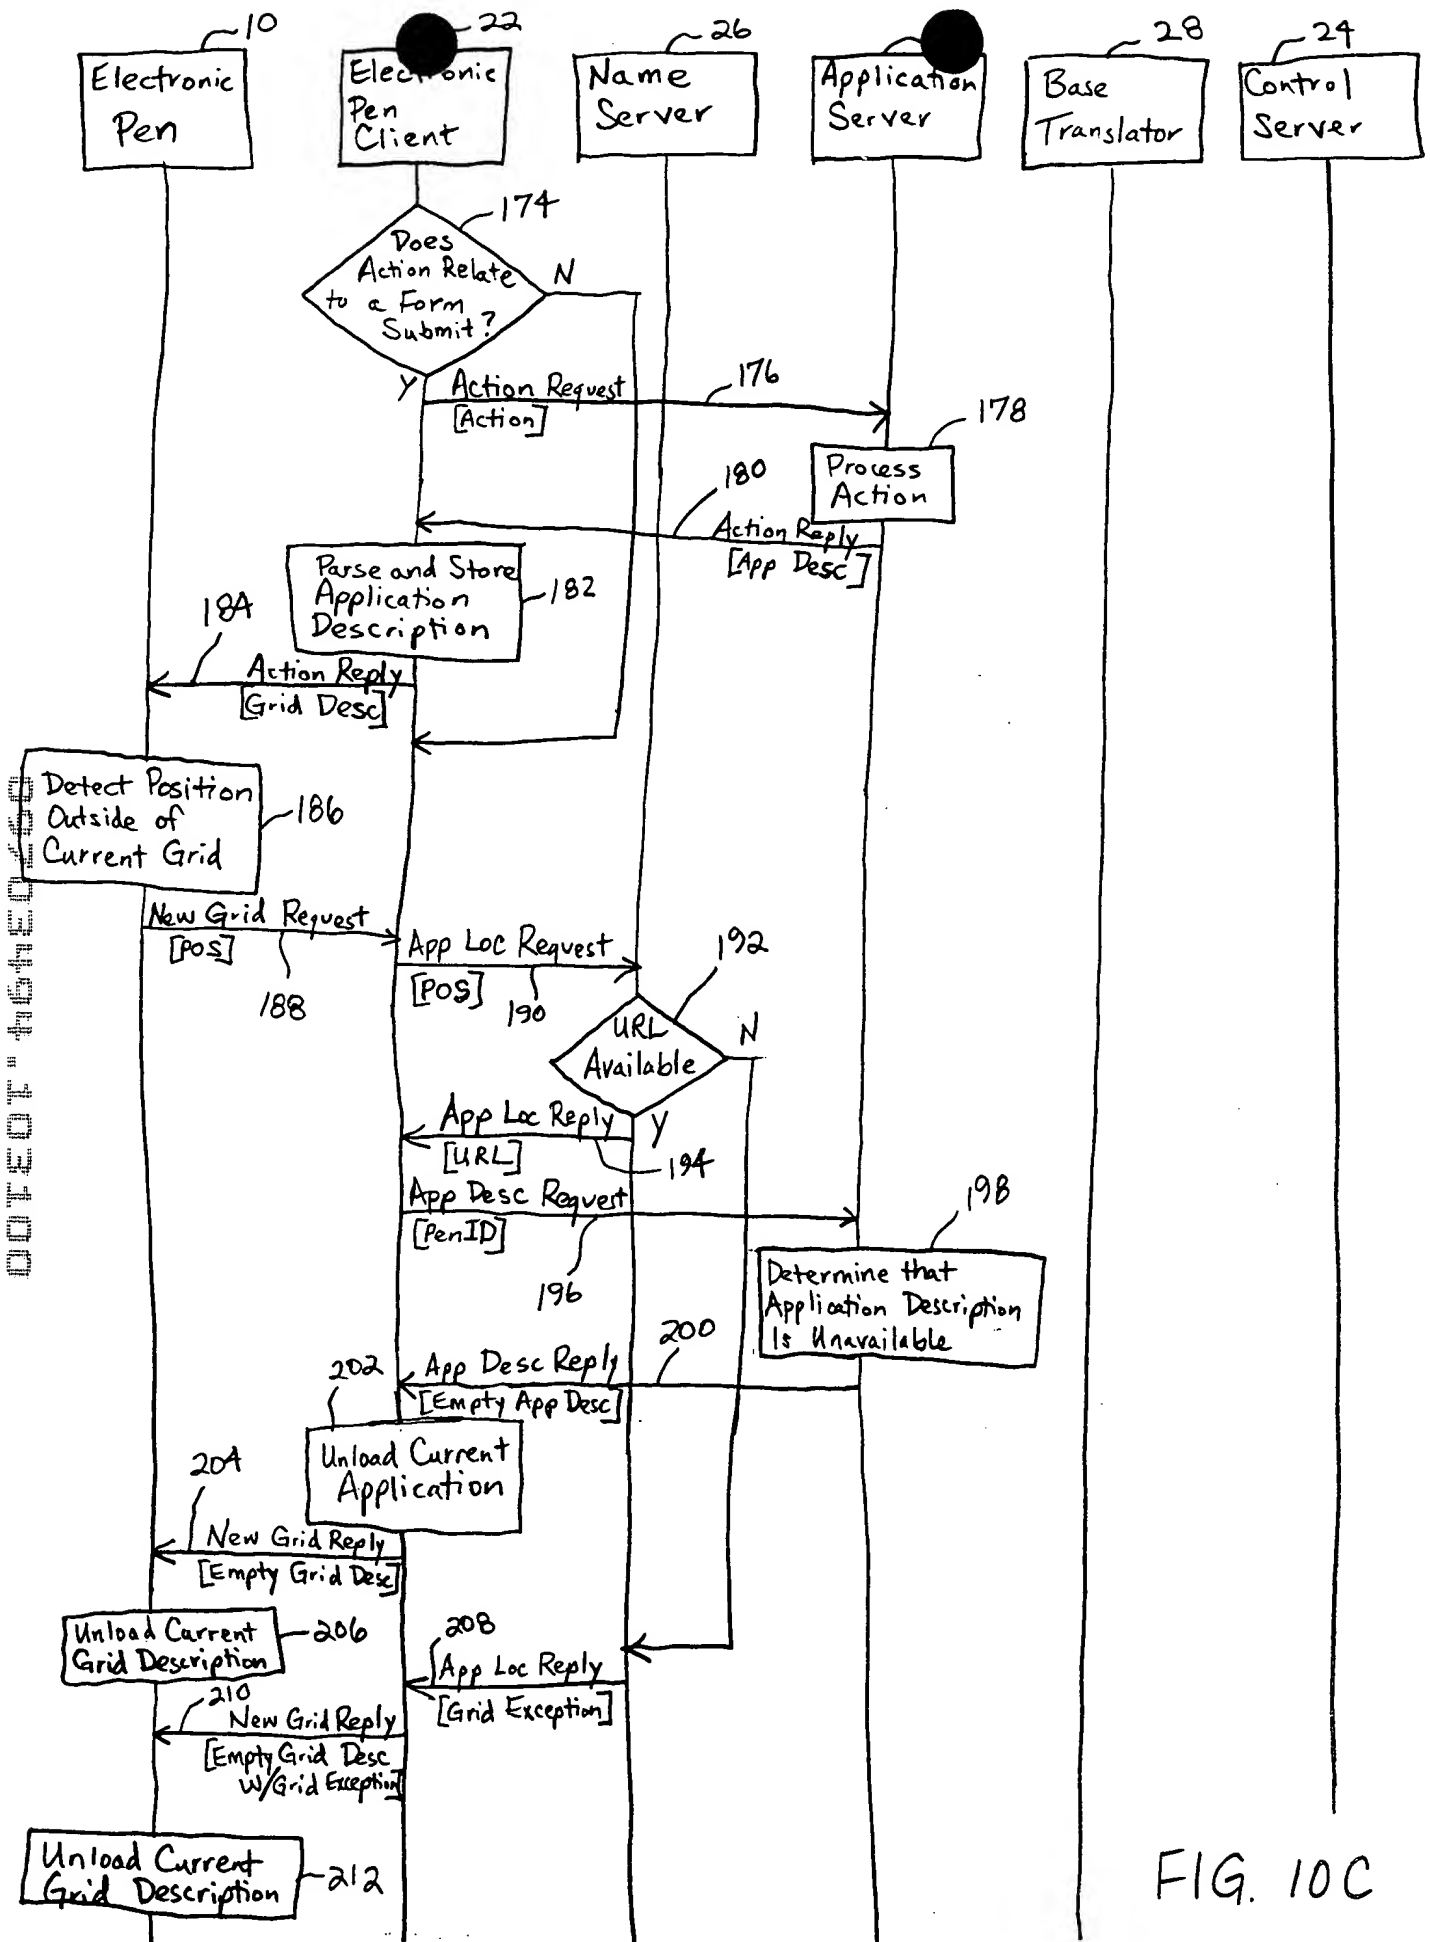 10
22
26
28
24
Electronic
Pen
Electronic
Pen
Client
Name
Server
Application
Server
Base
Translator
Control
Server
174
Does
Action Relate
to a Form
Submit?
N
Y
Action Request
[Action]
176
178
Process
Action
180
Action Reply
[App Desc]
Parse and Store
Application
Description
182
184
Action Reply
[Grid Desc]
Detect Position
Outside of
Current Grid
186
New Grid Request
[POS]
188
App Loc Request
[POS]
190
192
URL
Available
N
Y
App Loc Reply
[URL]
194
App Desc Request
[PenID]
196
198
Determine that
Application Description
Is Unavailable
200
App Desc Reply
[Empty App Desc]
202
Unload Current
Application
204
New Grid Reply
[Empty Grid Desc]
Unload Current
Grid Description
206
208
App Loc Reply
[Grid Exception]
210
New Grid Reply
[Empty Grid Desc
W/Grid Exception]
Unload Current
Grid Description
212
FIG. 10C